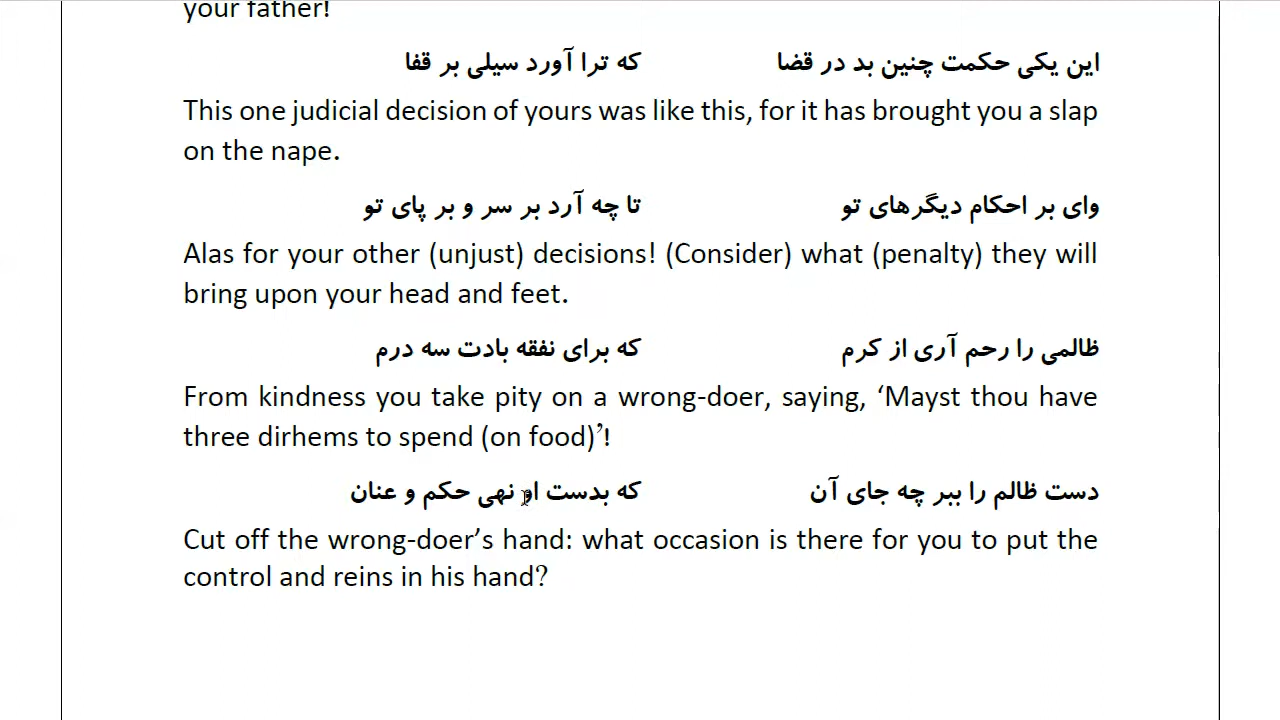 your father!
این یکی حکمت چنین بد در قضا که ترا آورد سیلی بر قفا
This one judicial decision of yours was like this, for it has brought you a slap
on the nape.
وای بر احکام دیگرهای تو تا چه آرد بر سر و بر پای تو
Alas for your other (unjust) decisions! (Consider) what (penalty) they will
bring upon your head and feet.
ظالمی را رحم آری از کرم که برای نفقه بادت سه درم
From kindness you take pity on a wrong-doer, saying, ‘Mayst thou have
three dirhems to spend (on food)’!
دست ظالم را ببر چه جای آن که بدست او نهی حکم و عنان
Cut off the wrong-doer’s hand: what occasion is there for you to put the
control and reins in his hand?